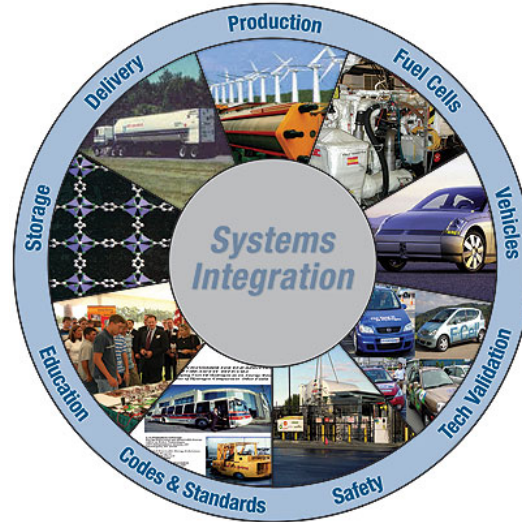 Production
Fuel Cells
Vehicles
Tech Validation
Safety
Codes & Standards
Education
Storage
Delivery
Systems
Integration